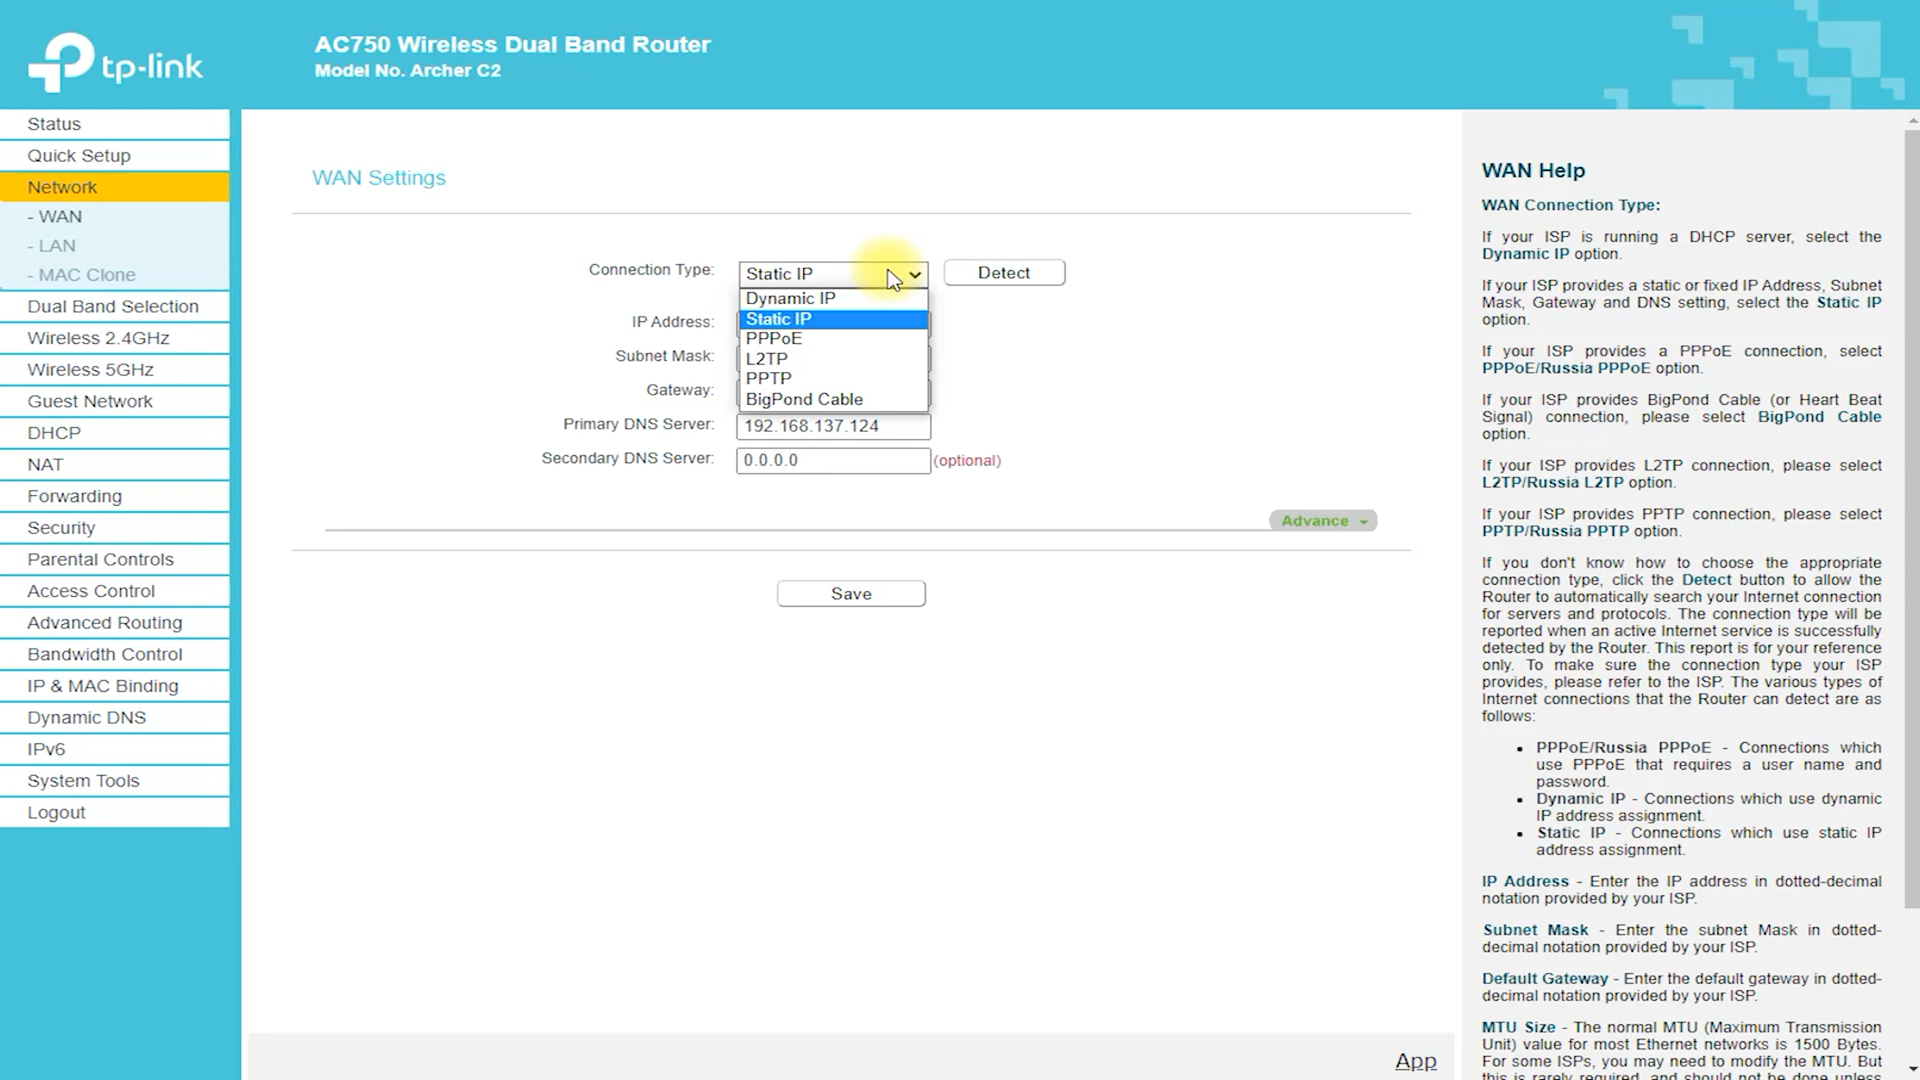 tp-link
AC750 Wireless Dual Band Router
Model No. Archer C2
Status
Quick Setup
Network
- WAN
- LAN
- MAC Clone
Dual Band Selection
Wireless 2.4GHz
Wireless 5GHz
Guest Network
DHCP
NAT
Forwarding
Security
Parental Controls
Access Control
Advanced Routing
Bandwidth Control
IP & MAC Binding
Dynamic DNS
IPv6
System Tools
Logout
WAN Settings
Connection Type: Static IP Detect
Dynamic IP
Static IP
PPPoE
L2TP
PPTP
BigPond Cable
IP Address:
Subnet Mask:
Gateway:
Primary DNS Server: 192.168.137.124
Secondary DNS Server: 0.0.0.0 (optional)
Advance
Save
App
WAN Help
WAN Connection Type:
If your ISP is running a DHCP server, select the
Dynamic IP option.
If your ISP provides a static or fixed IP Address, Subnet
Mask, Gateway and DNS setting, select the Static IP
option.
If your ISP provides a PPPoE connection, select
PPPoE/Russia PPPoE option.
If your ISP provides BigPond Cable (or Heart Beat
Signal) connection, please select BigPond Cable
option.
If your ISP provides L2TP connection, please select
L2TP/Russia L2TP option.
If your ISP provides PPTP connection, please select
PPTP/Russia PPTP option.
If you don't know how to choose the appropriate
connection type, click the Detect button to allow the
Router to automatically search your Internet connection
for servers and protocols. The connection type will be
reported when an active Internet service is successfully
detected by the Router. This report is for your reference
only. To make sure the connection type your ISP
provides, please refer to the ISP. The various types of
Internet connections that the Router can detect are as
follows:
• PPPoE/Russia PPPoE - Connections which
use PPPoE that requires a user name and
password.
• Dynamic IP - Connections which use dynamic
IP address assignment.
• Static IP - Connections which use static IP
address assignment.
IP Address - Enter the IP address in dotted-decimal
notation provided by your ISP.
Subnet Mask - Enter the subnet Mask in dotted-
decimal notation provided by your ISP.
Default Gateway - Enter the default gateway in dotted-
decimal notation provided by your ISP.
MTU Size - The normal MTU (Maximum Transmission
Unit) value for most Ethernet networks is 1500 Bytes.
For some ISPs, you may need to modify the MTU. But
this is rarely required, and should not be done unless